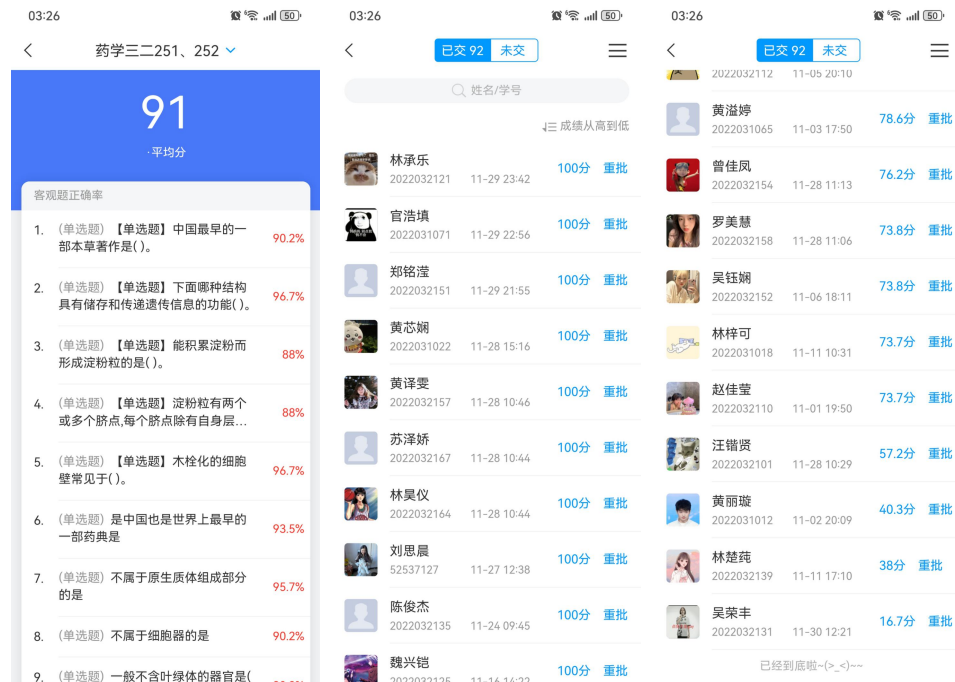 03:26
50
药学三二251、252
91
·平均分
客观题正确率
1. (单选题) 【单选题】中国最早的一
部本草著作是( )。
90.2%
2. (单选题) 【单选题】下面哪种结构
具有储存和传递遗传信息的功能( )。
96.7%
3. (单选题) 【单选题】能积累淀粉而
形成淀粉粒的是( )。
88%
4. (单选题) 【单选题】淀粉粒有两个
或多个脐点,每个脐点除有自身层...
88%
5. (单选题) 【单选题】木栓化的细胞
壁常见于( )。
96.7%
6. (单选题) 是中国也是世界上最早的
一部药典是
93.5%
7. (单选题) 不属于原生质体组成部分
的是
95.7%
8. (单选题) 不属于细胞器的是
90.2%
9. (单选题) 一般不含叶绿体的器官是(
03:26
50
已交 92 未交
姓名/学号
成绩从高到低
林承乐
2022032121 11-29 23:42
100分 重批
官浩填
2022031071 11-29 22:56
100分 重批
郑铭滢
2022032151 11-29 21:55
100分 重批
黄芯娴
2022031022 11-28 15:16
100分 重批
黄译雯
2022032157 11-28 10:46
100分 重批
苏泽娇
2022032167 11-28 10:44
100分 重批
林昊仪
2022032164 11-28 10:44
100分 重批
刘思晨
52537127 11-27 12:38
100分 重批
陈俊杰
2022032135 11-24 09:45
100分 重批
魏兴铠
2022032125 11-16 14:22
100分 重批
03:26
50
已交 92 未交
2022032112 11-05 20:10
黄溢婷
2022031065 11-03 17:50
78.6分 重批
曾佳凤
2022032154 11-28 11:13
76.2分 重批
罗美慧
2022032158 11-28 11:06
73.8分 重批
吴钰娴
2022032152 11-06 18:11
73.8分 重批
林梓可
2022031018 11-11 10:31
73.7分 重批
赵佳莹
2022032110 11-01 19:50
73.7分 重批
汪锴贤
2022032101 11-28 10:29
57.2分 重批
黄丽璇
2022031012 11-02 20:09
40.3分 重批
林楚莼
2022032139 11-11 17:10
38分 重批
吴荣丰
2022032131 11-30 12:21
16.7分 重批
已经到底啦~(>_<)~~